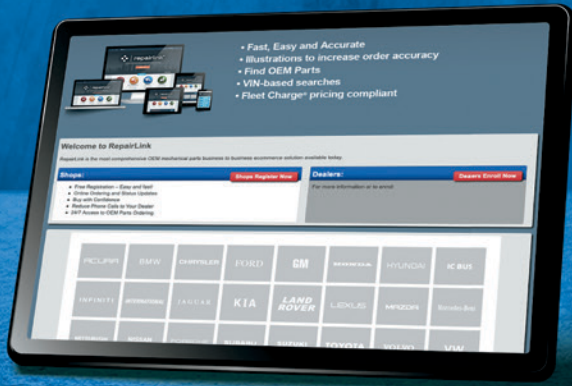 repairlink
• Fast, Easy and Accurate
• Illustrations to increase order accuracy
• Find OEM Parts
• VIN-based searches
• Fleet Charge® pricing compliant
Welcome to RepairLink
RepairLink is the most comprehensive OEM mechanical parts business to business ecommerce solution available today.
Shops:
Shops Register Now
Dealers:
Dealers Enroll Now
• Free Registration – Easy and fast!
• Online Ordering and Status Updates
• Buy with Confidence
• Reduce Phone Calls to Your Dealer
• 24/7 Access to OEM Parts Ordering
For more information or to enroll
ACURA BMW CHRYSLER FORD GM HONDA HYUNDAI IC BUS
INFINITI INTERNATIONAL JAGUAR KIA LAND ROVER LEXUS MAZDA Mercedes-Benz
MITSUBISHI NISSAN PORSCHE SUBARU SUZUKI TOYOTA VOLVO VW